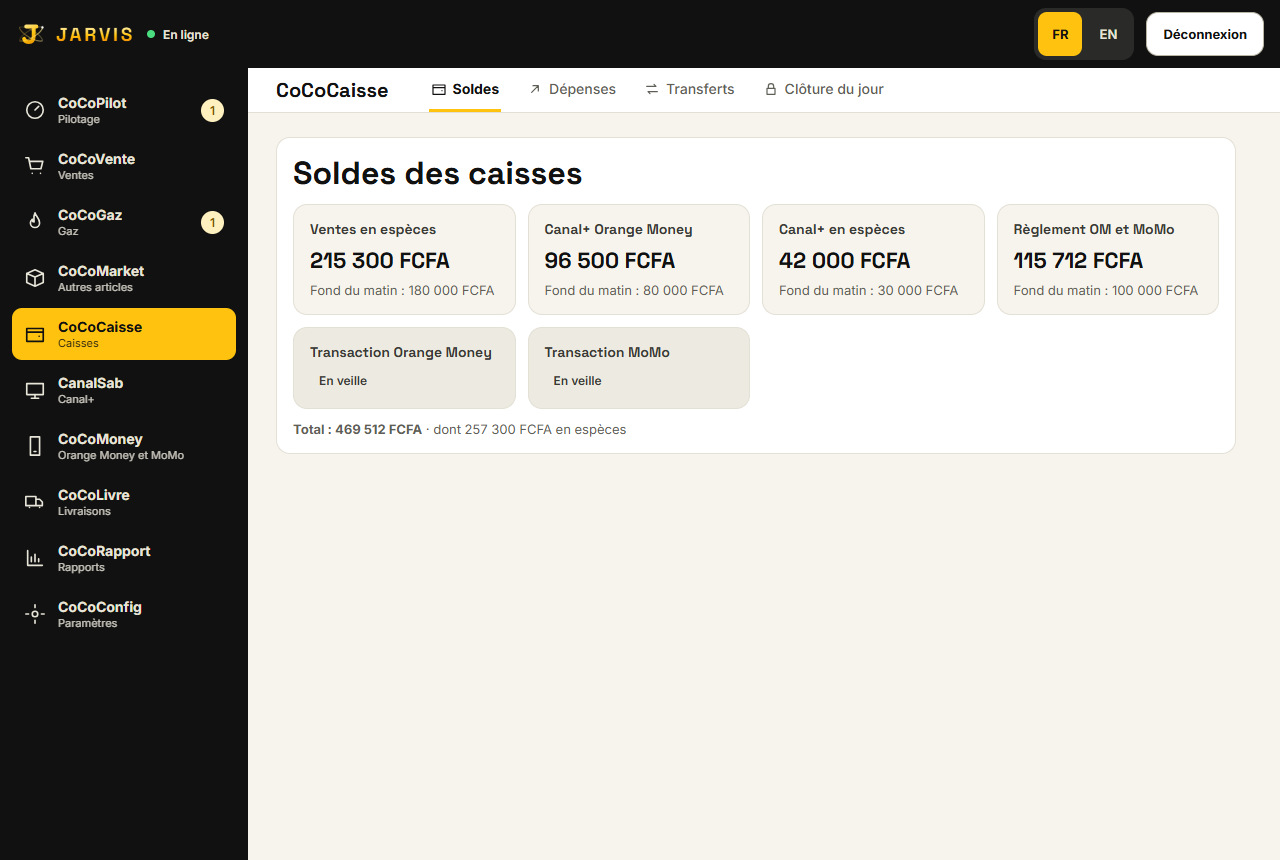 JARVIS
En ligne
FR
EN
Déconnexion
CoCoPilot
Pilotage
1
CoCoVente
Ventes
CoCoGaz
Gaz
1
CoCoMarket
Autres articles
CoCoCaisse
Caisses
CanalSab
Canal+
CoCoMoney
Orange Money et MoMo
CoCoLivre
Livraisons
CoCoRapport
Rapports
CoCoConfig
Paramètres
CoCoCaisse
Soldes
Dépenses
Transferts
Clôture du jour
Soldes des caisses
Ventes en espèces
215 300 FCFA
Fond du matin : 180 000 FCFA
Canal+ Orange Money
96 500 FCFA
Fond du matin : 80 000 FCFA
Canal+ en espèces
42 000 FCFA
Fond du matin : 30 000 FCFA
Règlement OM et MoMo
115 712 FCFA
Fond du matin : 100 000 FCFA
Transaction Orange Money
En veille
Transaction MoMo
En veille
Total : 469 512 FCFA · dont 257 300 FCFA en espèces